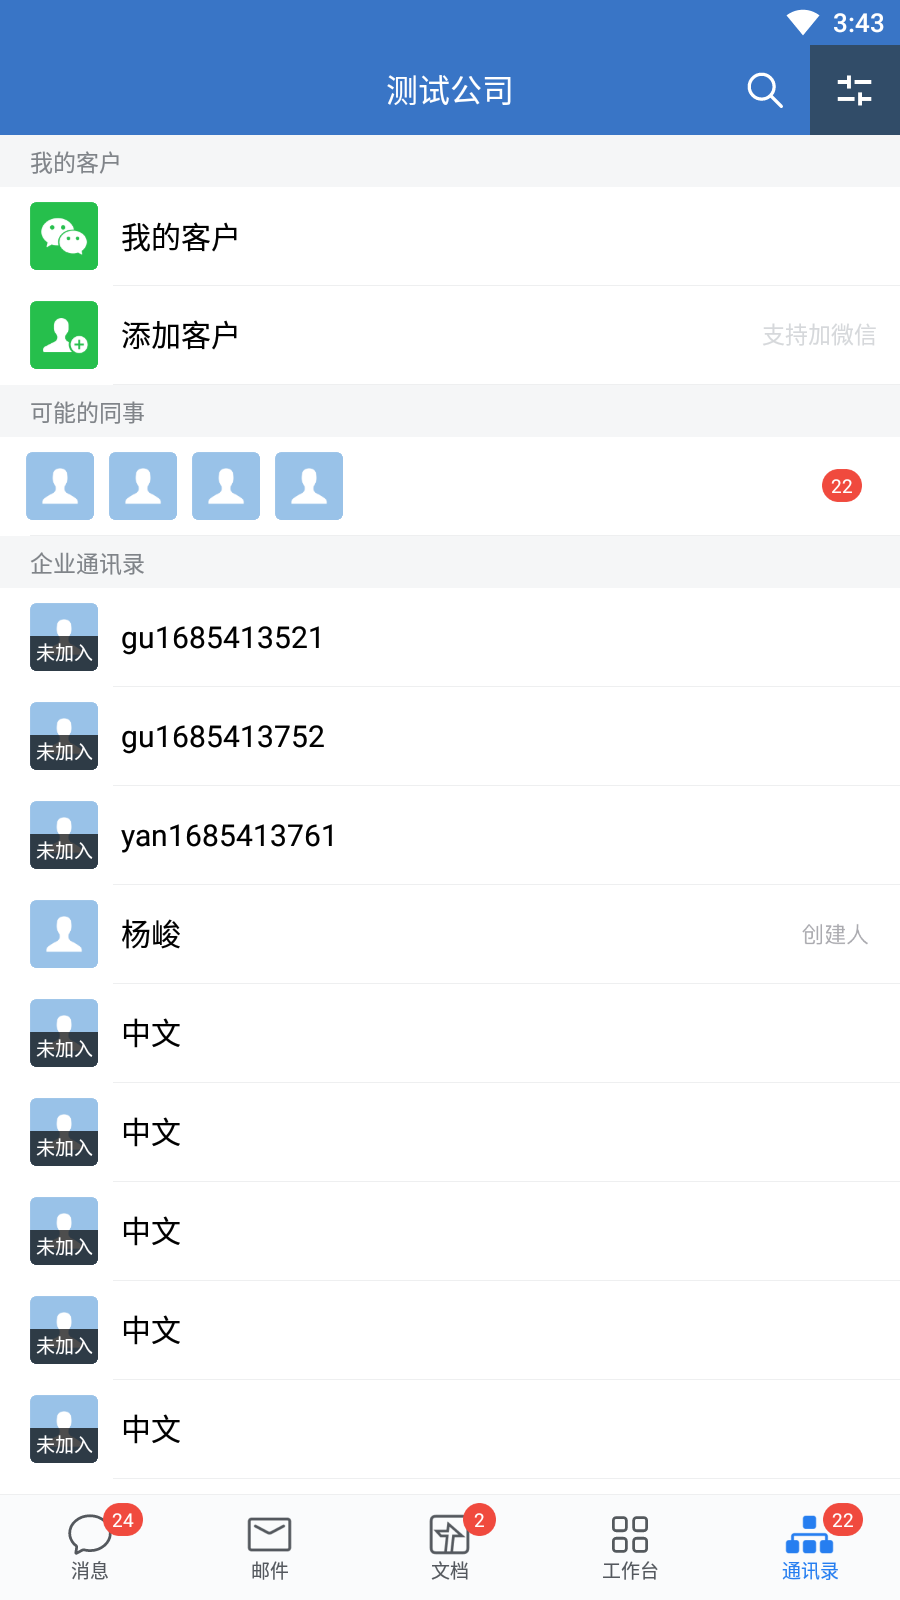 3:43
测试公司
我的客户
我的客户
添加客户 支持加微信
可能的同事
22
企业通讯录
未加入 gu1685413521
未加入 gu1685413752
未加入 yan1685413761
杨峻 创建人
未加入 中文
未加入 中文
未加入 中文
未加入 中文
未加入 中文
24 2 22
消息 邮件 文档 工作台 通讯录